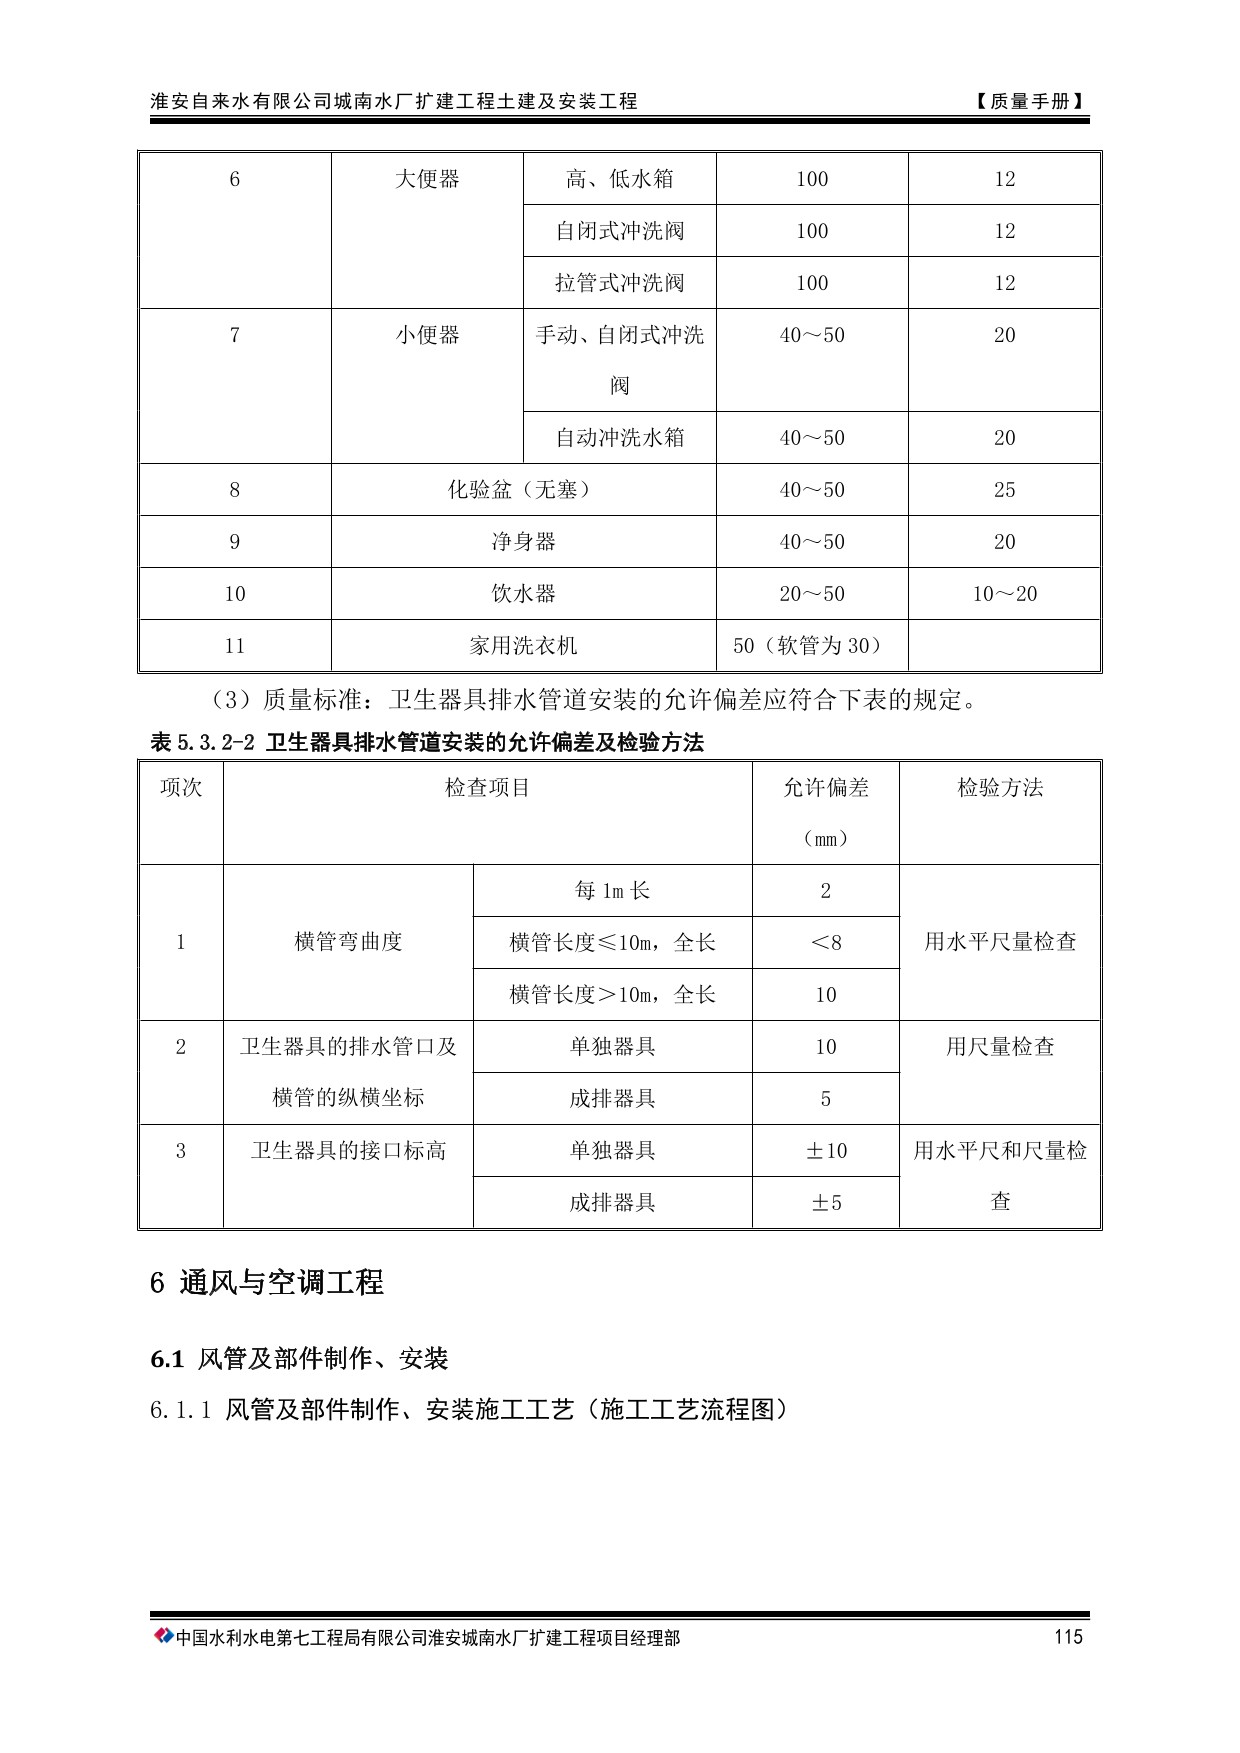 淮安自来水有限公司城南水厂扩建工程土建及安装工程 【质量手册】
6 大便器 高、低水箱 100 12
自闭式冲洗阀 100 12
拉管式冲洗阀 100 12
7 小便器 手动、自闭式冲洗 40～50 20
阀
自动冲洗水箱 40～50 20
8 化验盆（无塞） 40～50 25
9 净身器 40～50 20
10 饮水器 20～50 10～20
11 家用洗衣机 50（软管为 30）
（3）质量标准：卫生器具排水管道安装的允许偏差应符合下表的规定。
表 5.3.2-2 卫生器具排水管道安装的允许偏差及检验方法
项次 检查项目 允许偏差 检验方法
（mm）
每 1m 长 2
1 横管弯曲度 横管长度≤10m，全长 ＜8 用水平尺量检查
横管长度＞10m，全长 10
2 卫生器具的排水管口及 单独器具 10 用尺量检查
横管的纵横坐标 成排器具 5
3 卫生器具的接口标高 单独器具 ±10 用水平尺和尺量检
成排器具 ±5 查
6 通风与空调工程
6.1 风管及部件制作、安装
6.1.1 风管及部件制作、安装施工工艺（施工工艺流程图）
中国水利水电第七工程局有限公司淮安城南水厂扩建工程项目经理部 115